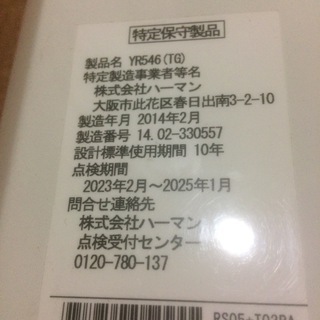 特定保守製品
製品名 YR546(TG)
特定製造事業者等名
株式会社ハーマン
大阪市此花区春日出南3-2-10
製造年月 2014年2月
製造番号 14.02-330557
設計標準使用期間 10年
点検期間
2023年2月～2025年1月
問合せ連絡先
株式会社ハーマン
点検受付センター
0120-780-137